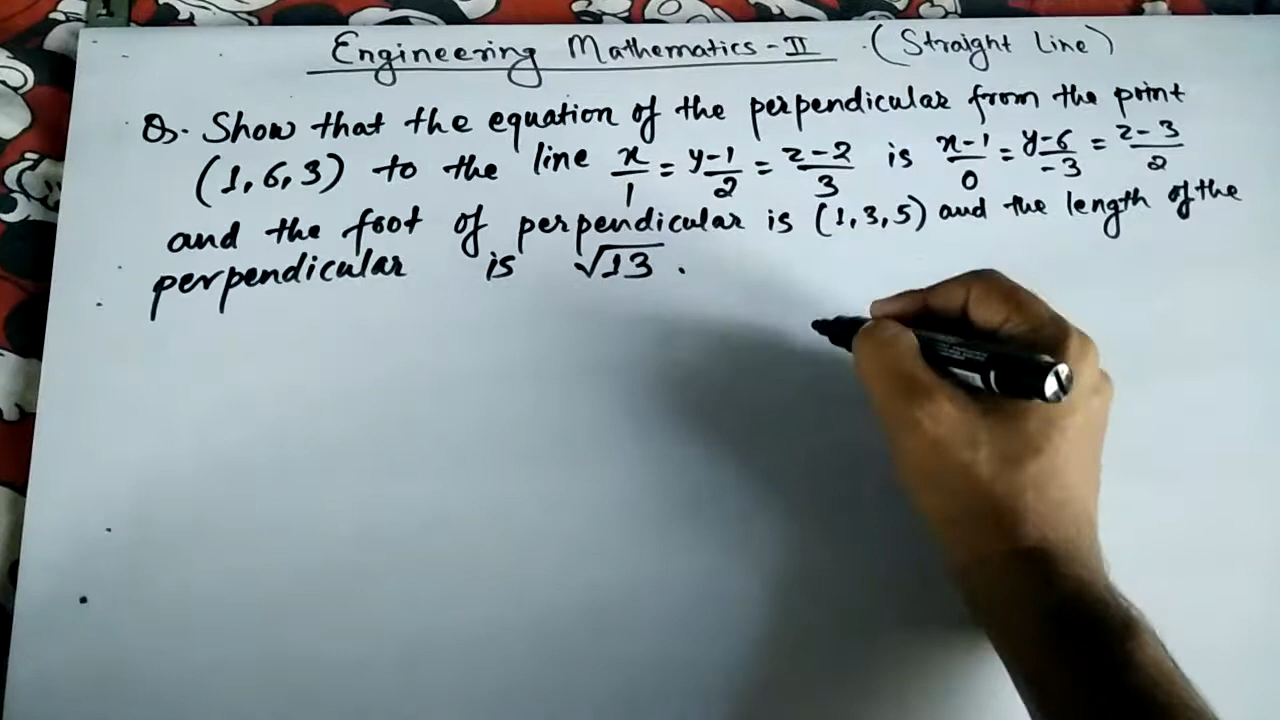 Engineering Mathematics-II (Straight Line)
Q. Show that the equation of the perpendicular from the point
(1,6,3) to the line x/1 = y-1/2 = z-2/3 is x-1/0 = y-6/-3 = z-3/2
and the foot of perpendicular is (1,3,5) and the length of the
perpendicular is √13.